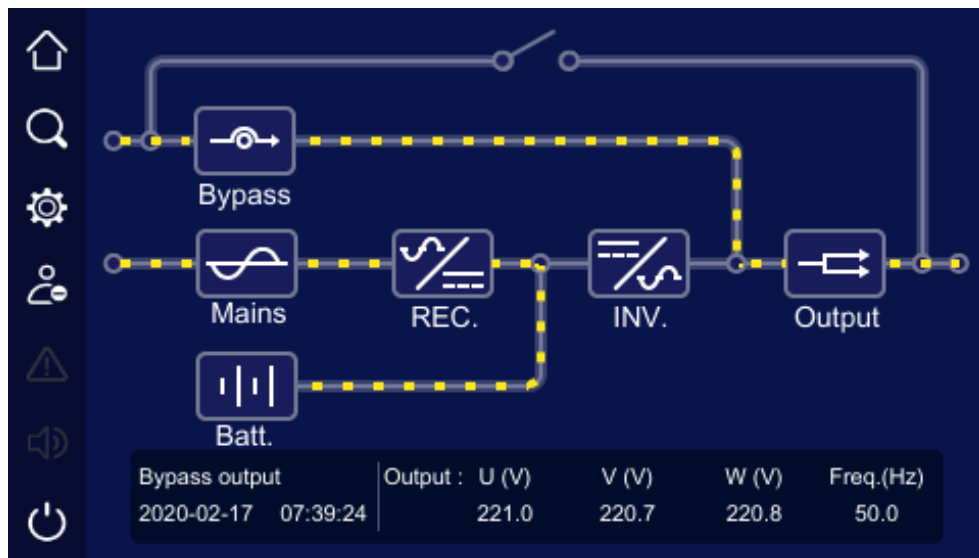 Bypass
Mains
REC.
INV.
Output
Batt.
Bypass output
2020-02-17 07:39:24
Output : U (V) V (V) W (V) Freq.(Hz)
221.0 220.7 220.8 50.0